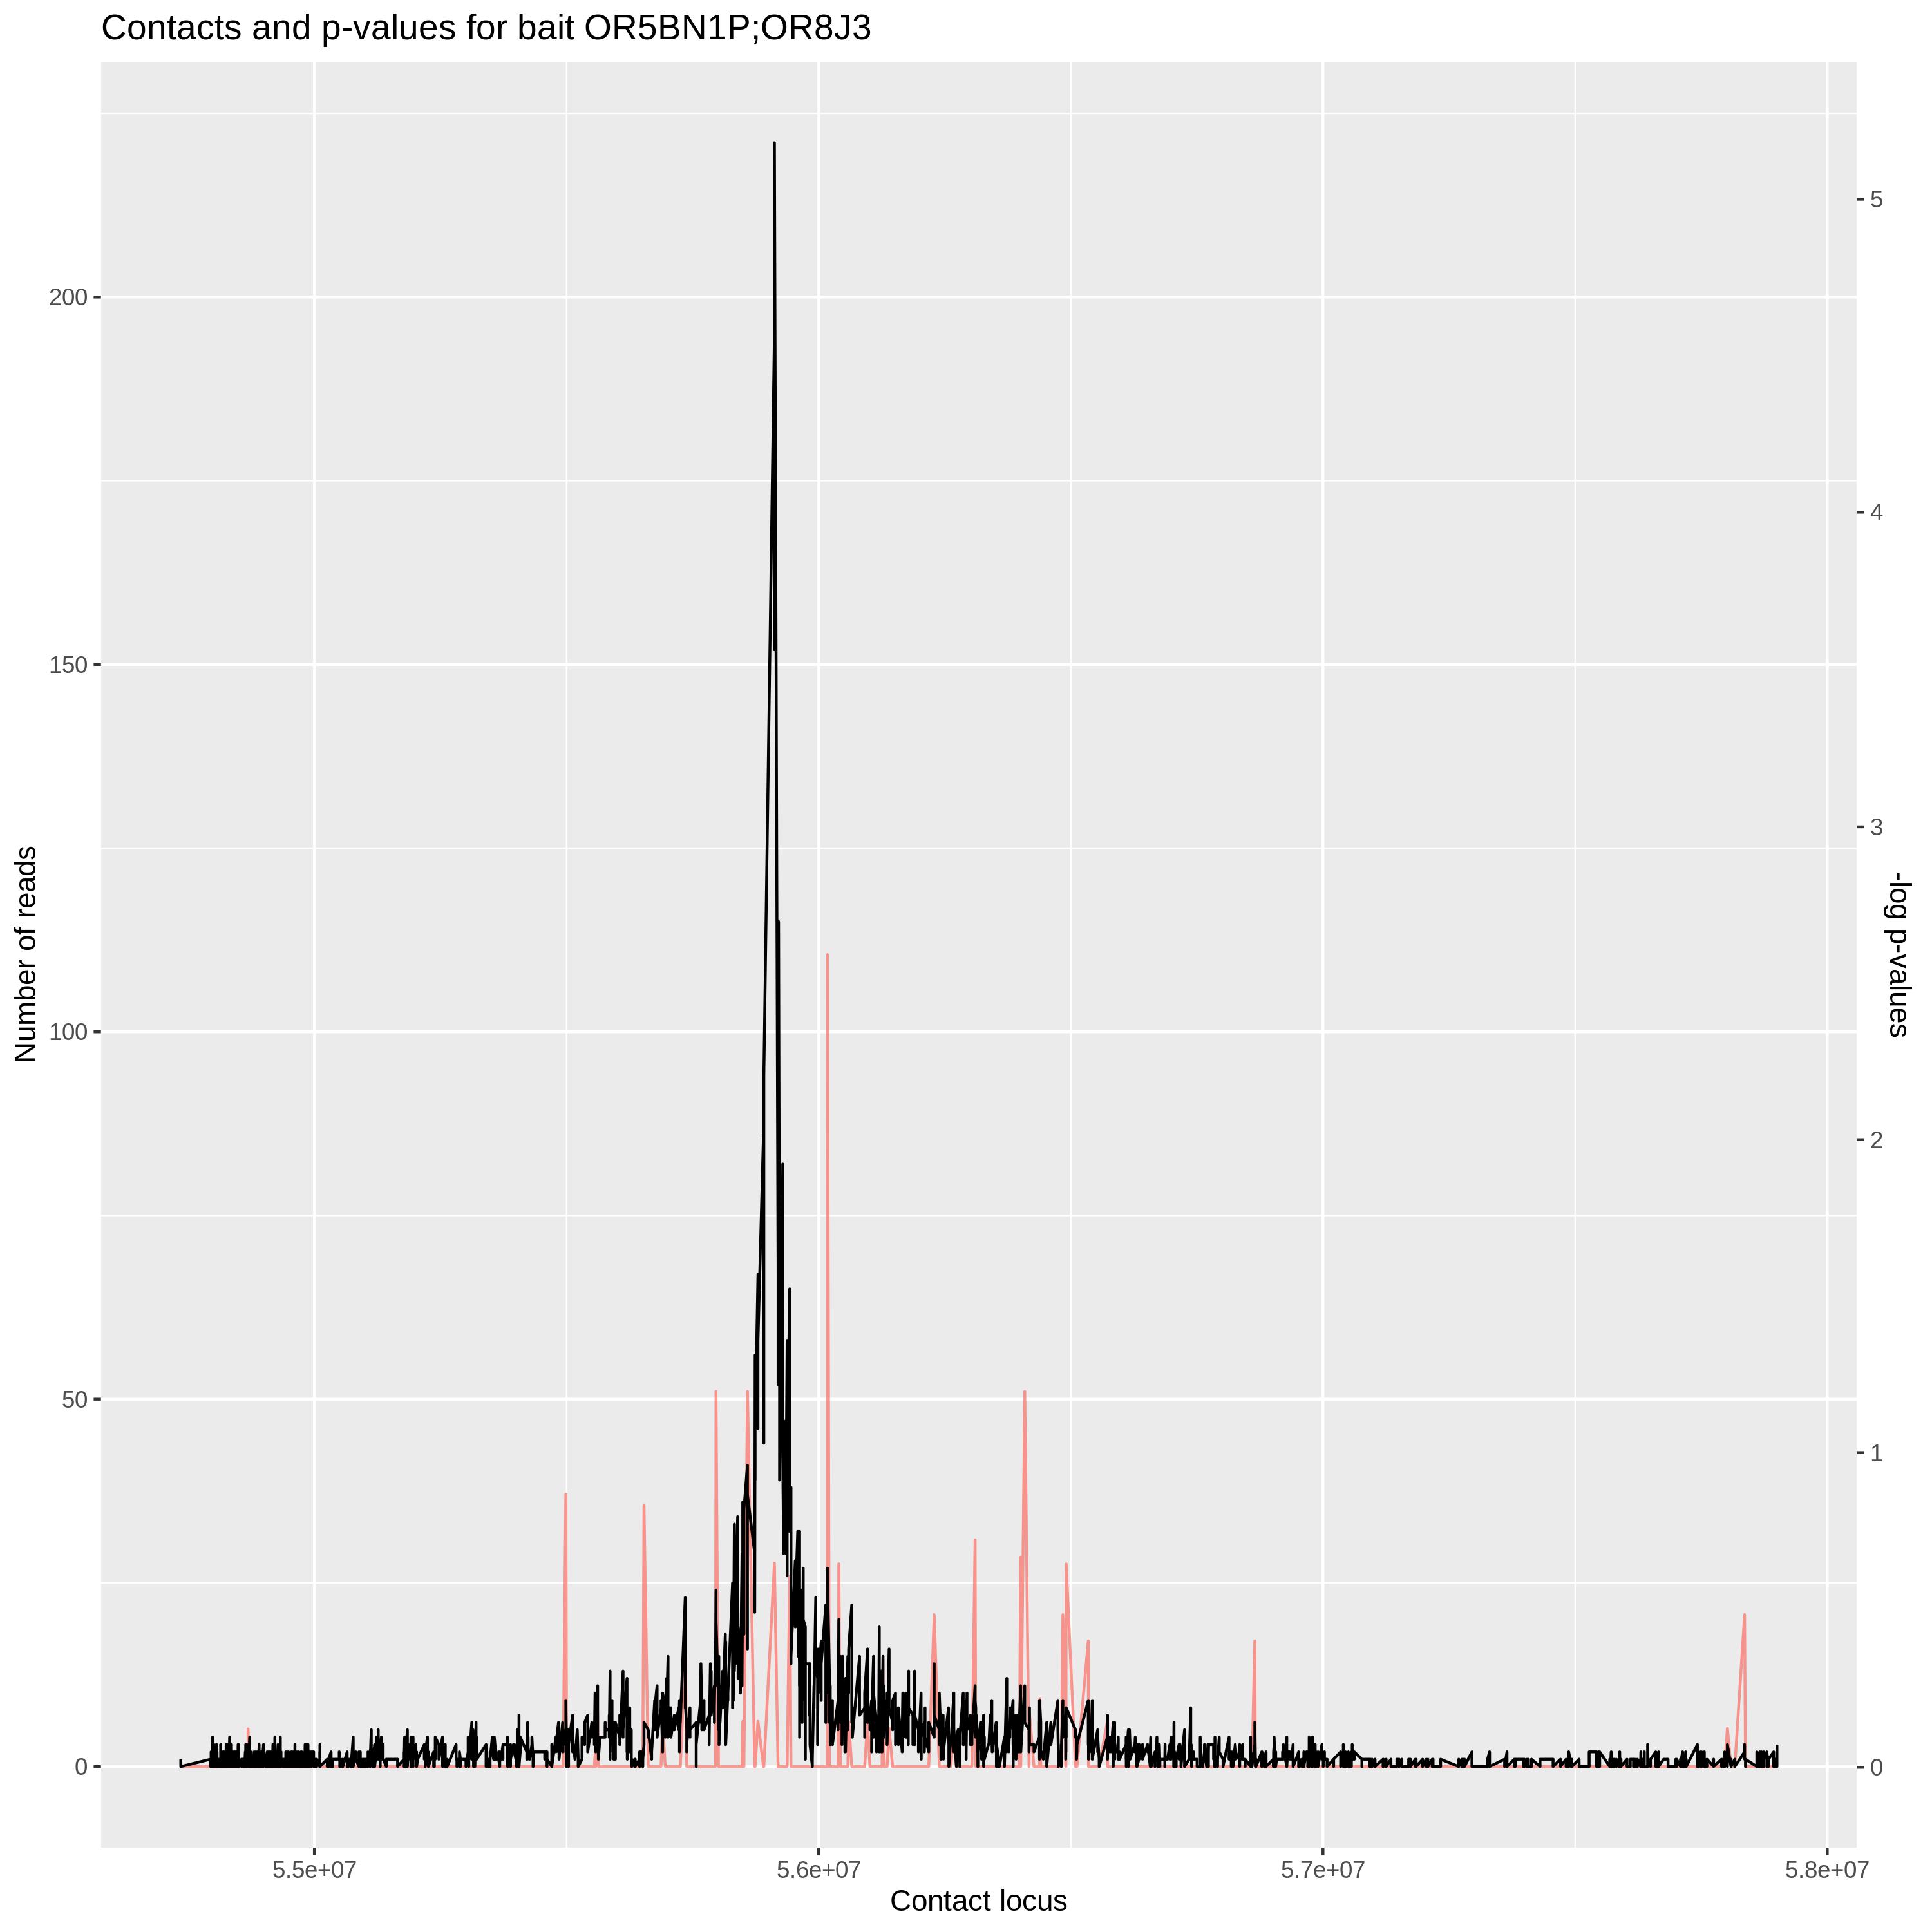 Contacts and p-values for bait OR5BN1P;OR8J3
Number of reads
200
150
100
50
0
5
4
3
2
1
0
-log p-values
5.5e+07 5.6e+07 5.7e+07 5.8e+07
Contact locus